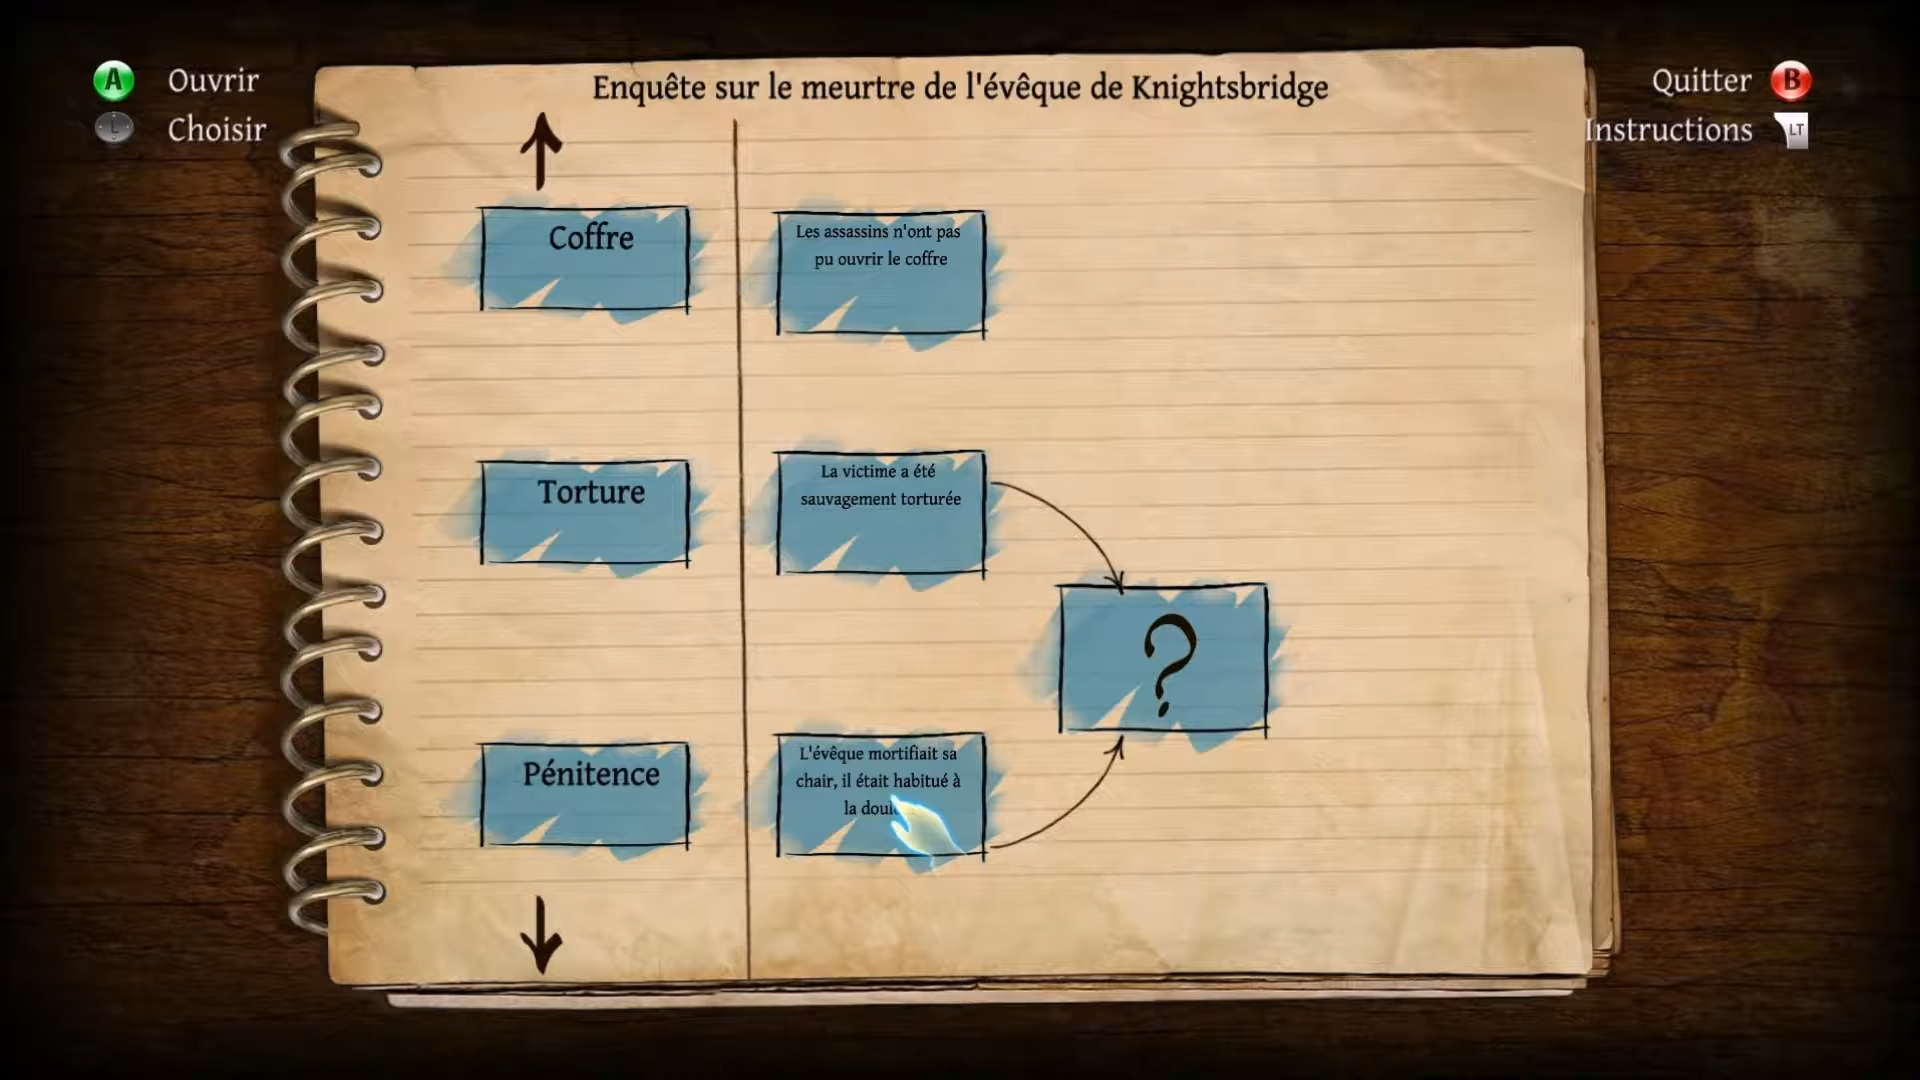 Enquête sur le meurtre de l'évêque de Knightsbridge
A Ouvrir
L Choisir
Quitter B
Instructions LT
Coffre
Les assassins n'ont pas
pu ouvrir le coffre
Torture
La victime a été
sauvagement torturée
?
Pénitence
L'évêque mortifiait sa
chair, il était habitué à
la